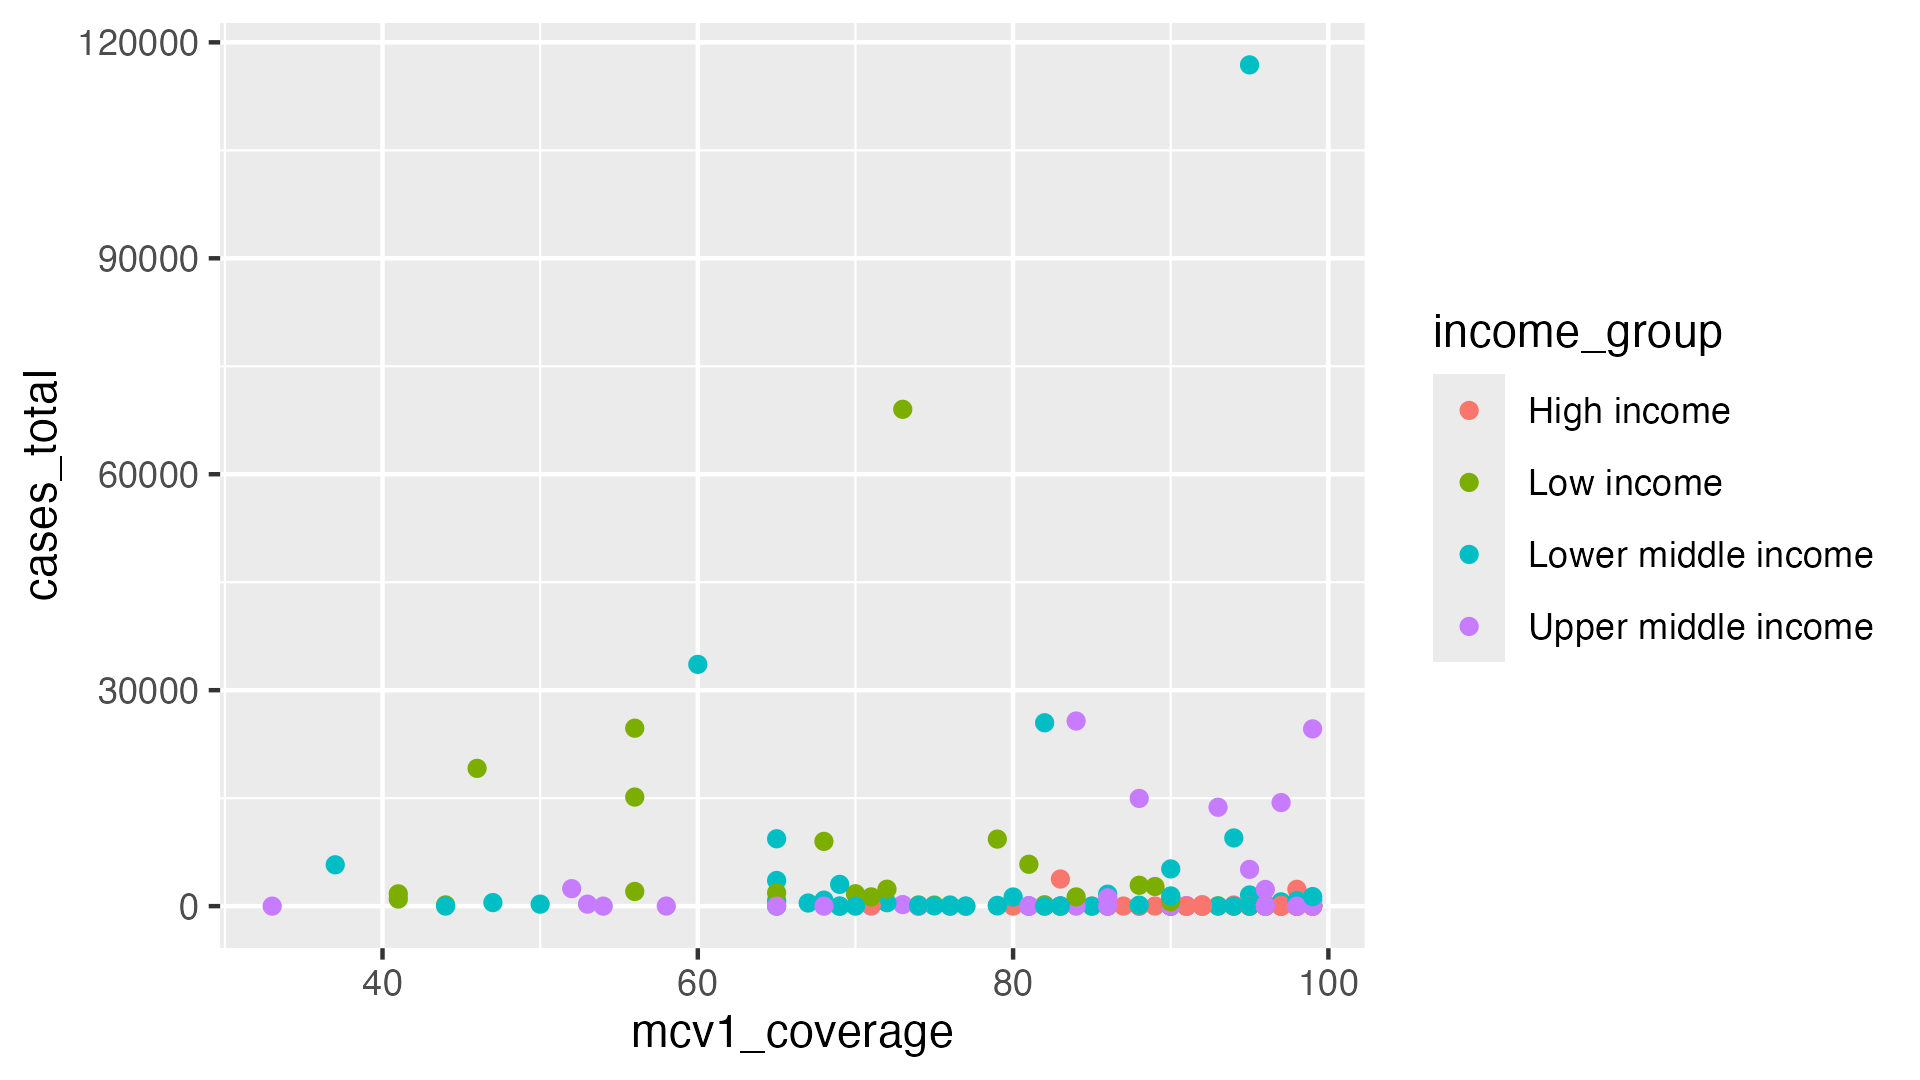 120000
90000
60000
30000
0
cases_total
40 60 80 100
mcv1_coverage
income_group
High income
Low income
Lower middle income
Upper middle income